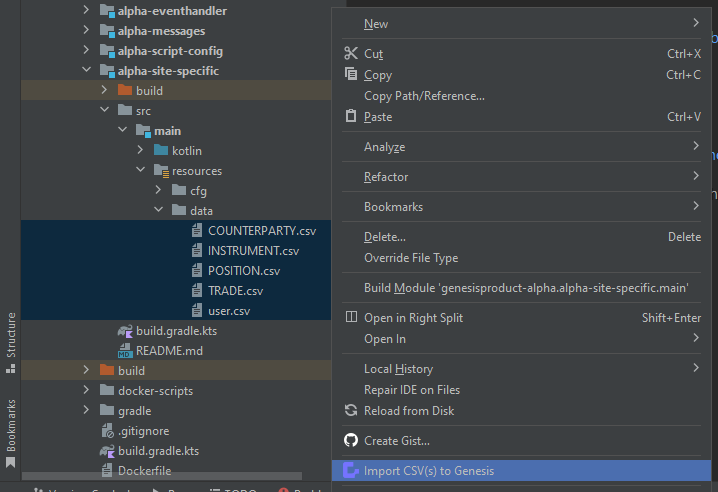 alpha-eventhandler
alpha-messages
alpha-script-config
alpha-site-specific
build
src
main
kotlin
resources
cfg
data
COUNTERPARTY.csv
INSTRUMENT.csv
POSITION.csv
TRADE.csv
user.csv
build.gradle.kts
README.md
build
docker-scripts
gradle
.gitignore
build.gradle.kts
Dockerfile
Structure
Bookmarks
New
Cut Ctrl+X
Copy Ctrl+C
Copy Path/Reference...
Paste Ctrl+V
Analyze
Refactor
Bookmarks
Delete... Delete
Override File Type
Build Module 'genesisproduct-alpha.alpha-site-specific.main'
Open in Right Split Shift+Enter
Open In
Local History
Repair IDE on Files
Reload from Disk
Create Gist...
Import CSV(s) to Genesis